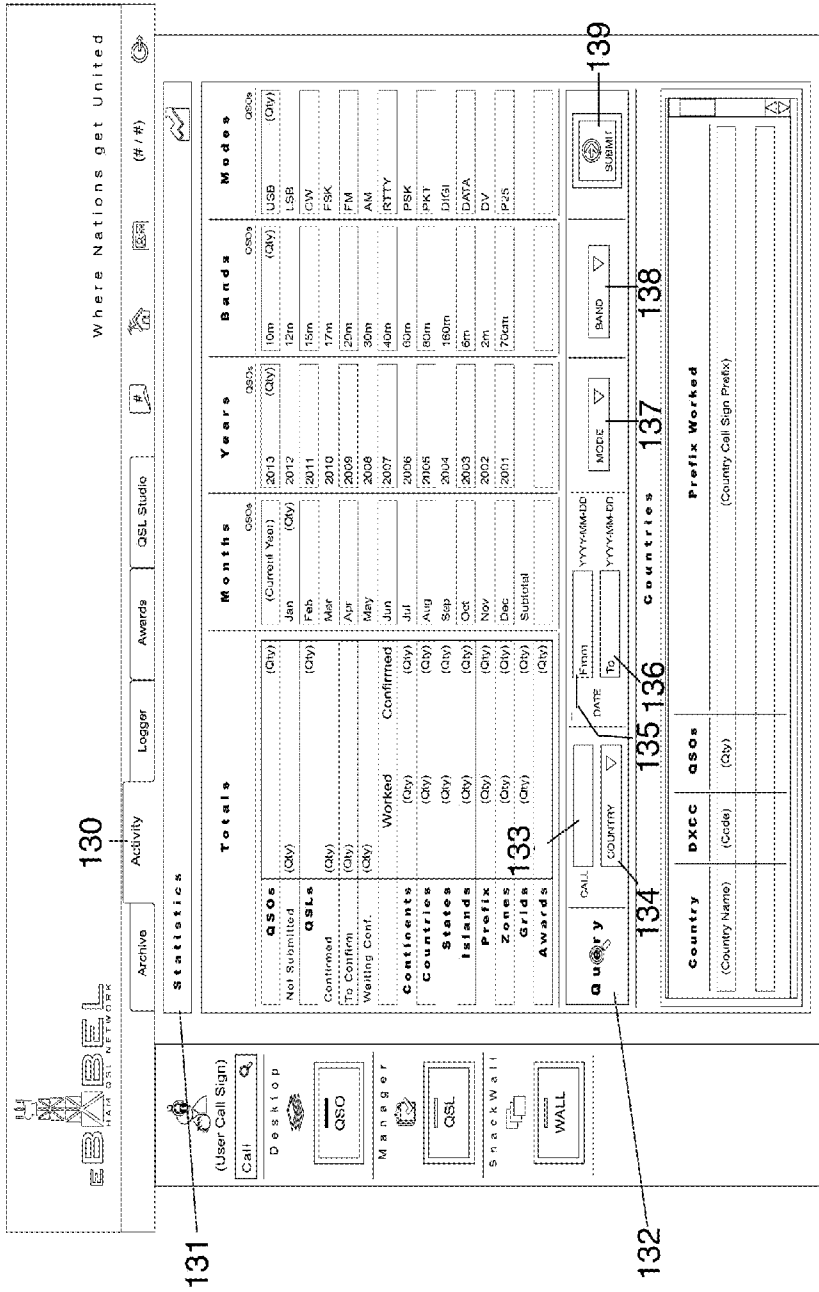 Where Nations get United
EBABEL
HAM QSL NETWORK
130
Archive
Activity
Logger
Awards
QSL Studio
#
(# / #)
131
(User Call Sign)
Call
Desktop
QSO
Manager
QSL
SnackWall
WALL
Statistics
Totals
QSOs (Qty)
Not Submitted (Qty)
QSLs (Qty)
Confirmed (Qty)
To Confirm (Qty)
Waiting Conf. (Qty)
Worked Confirmed
Continents (Qty) (Qty)
Countries (Qty) (Qty)
States (Qty) (Qty)
Islands (Qty) (Qty)
Prefix (Qty) (Qty)
Zones (Qty) (Qty)
Grids (Qty) (Qty)
Awards (Qty)
Months
QSOs
(Current Year)
Jan (Qty)
Feb
Mar
Apr
May
Jun
Jul
Aug
Sep
Oct
Nov
Dec
Subtotal
Years
QSOs
2013 (Qty)
2012
2011
2010
2009
2008
2007
2006
2005
2004
2003
2002
2001
Bands
QSOs
10m (Qty)
12m
15m
17m
20m
30m
40m
60m
80m
160m
6m
2m
70cm
Modes
QSOs
USB (Qty)
LSB
CW
FSK
FM
AM
RTTY
PSK
PKT
DIGI
DATA
DV
P25
132
Query
CALL
133
COUNTRY
134
DATE
135
From YYYY-MM-DD
To YYYY-MM-DD
136
MODE
137
BAND
138
SUBMIT
139
Countries
Country DXCC QSOs Prefix Worked
(Country Name) (Code) (Qty) (Country Call Sign Prefix)